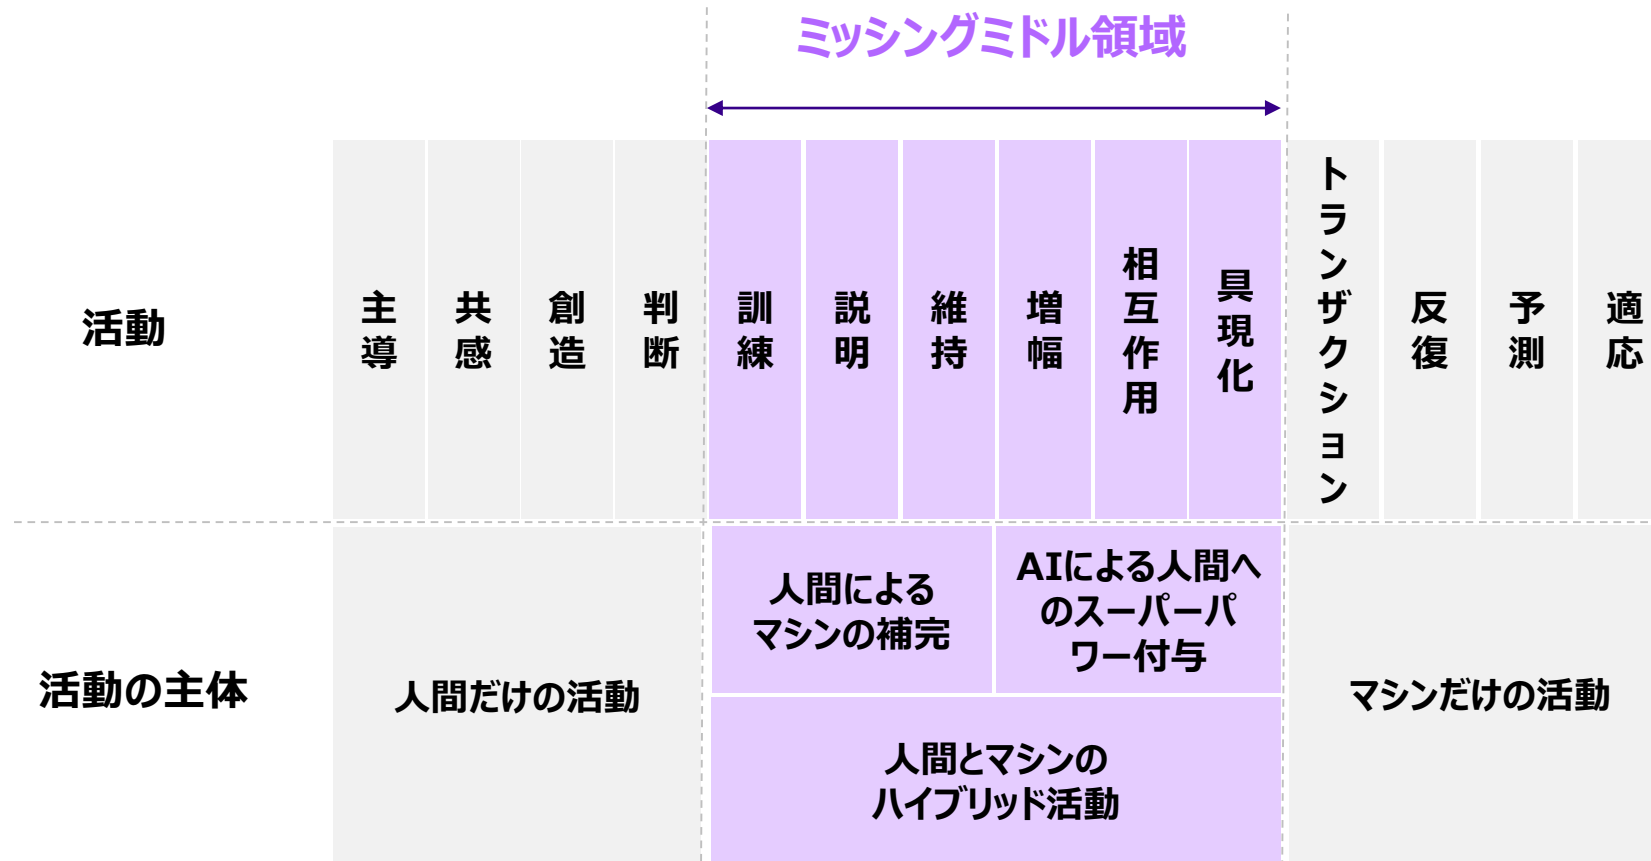 ミッシングミドル領域
活動
主導
共感
創造
判断
訓練
説明
維持
増幅
相互作用
具現化
トランザクション
反復
予測
適応
活動の主体
人間だけの活動
人間による
マシンの補完
AIによる人間へ
のスーパーパ
ワー付与
人間とマシンの
ハイブリッド活動
マシンだけの活動